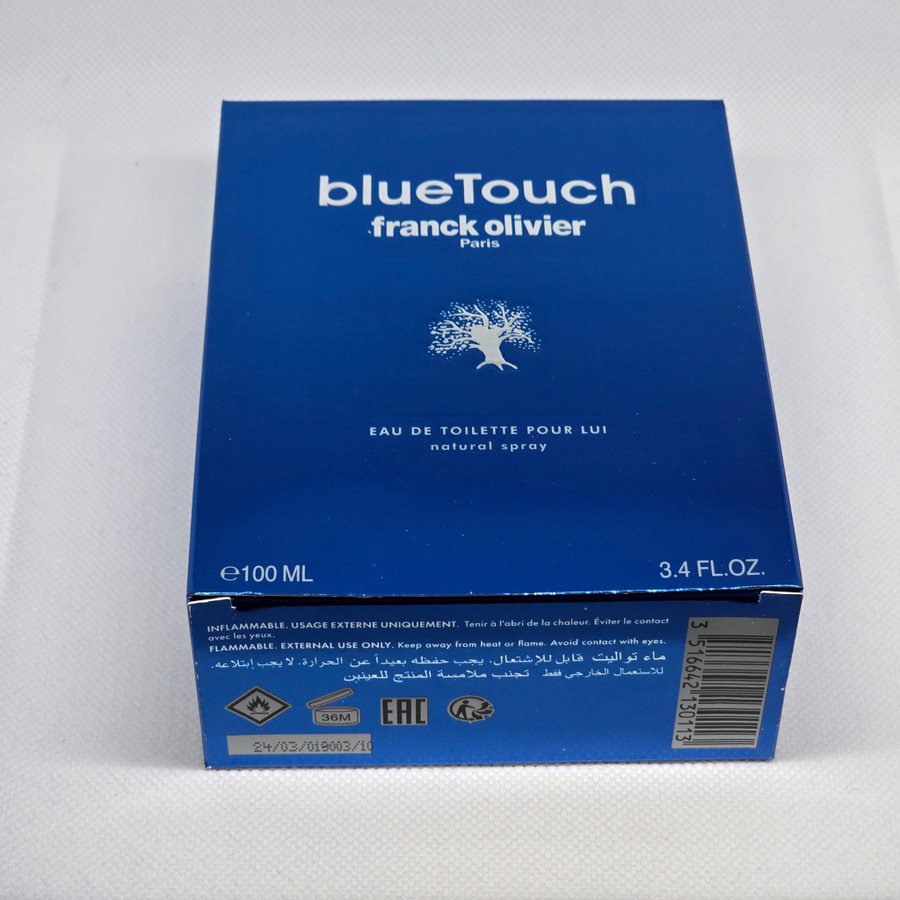 blueTouch
franck olivier
Paris
EAU DE TOILETTE POUR LUI
natural spray
℮100 ML
3.4 FL.OZ.
INFLAMMABLE. USAGE EXTERNE UNIQUEMENT. Tenir à l'abri de la chaleur. Éviter le contact
avec les yeux.
FLAMMABLE. EXTERNAL USE ONLY. Keep away from heat or flame. Avoid contact with eyes.
ماء تواليت قابل للإشتعال. يجب حفظه بعيداً عن الحرارة. لا يجب إبتلاعه.
للاستعمال الخارجي فقط تجنب ملامسة المنتج للعينين
36M
EAC
24/03/019003/10
3 516642 130113